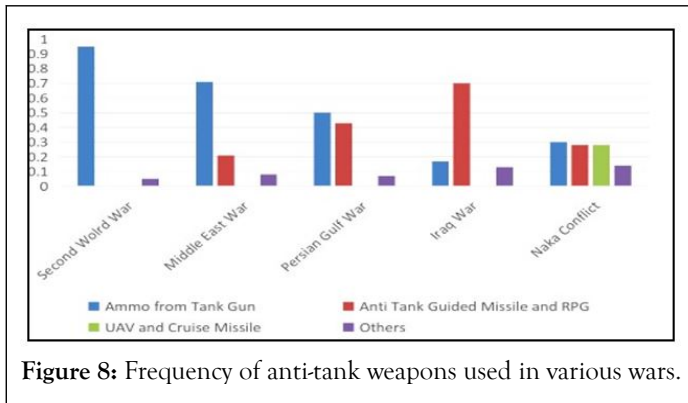 1
0.9
0.8
0.7
0.6
0.5
0.4
0.3
0.2
0.1
0
Second Wolrd War
Middle East War
Persian Gulf War
Iraq War
Naka Conflict
Ammo from Tank Gun
Anti Tank Guided Missile and RPG
UAV and Cruise Missile
Others
Figure 8: Frequency of anti-tank weapons used in various wars.